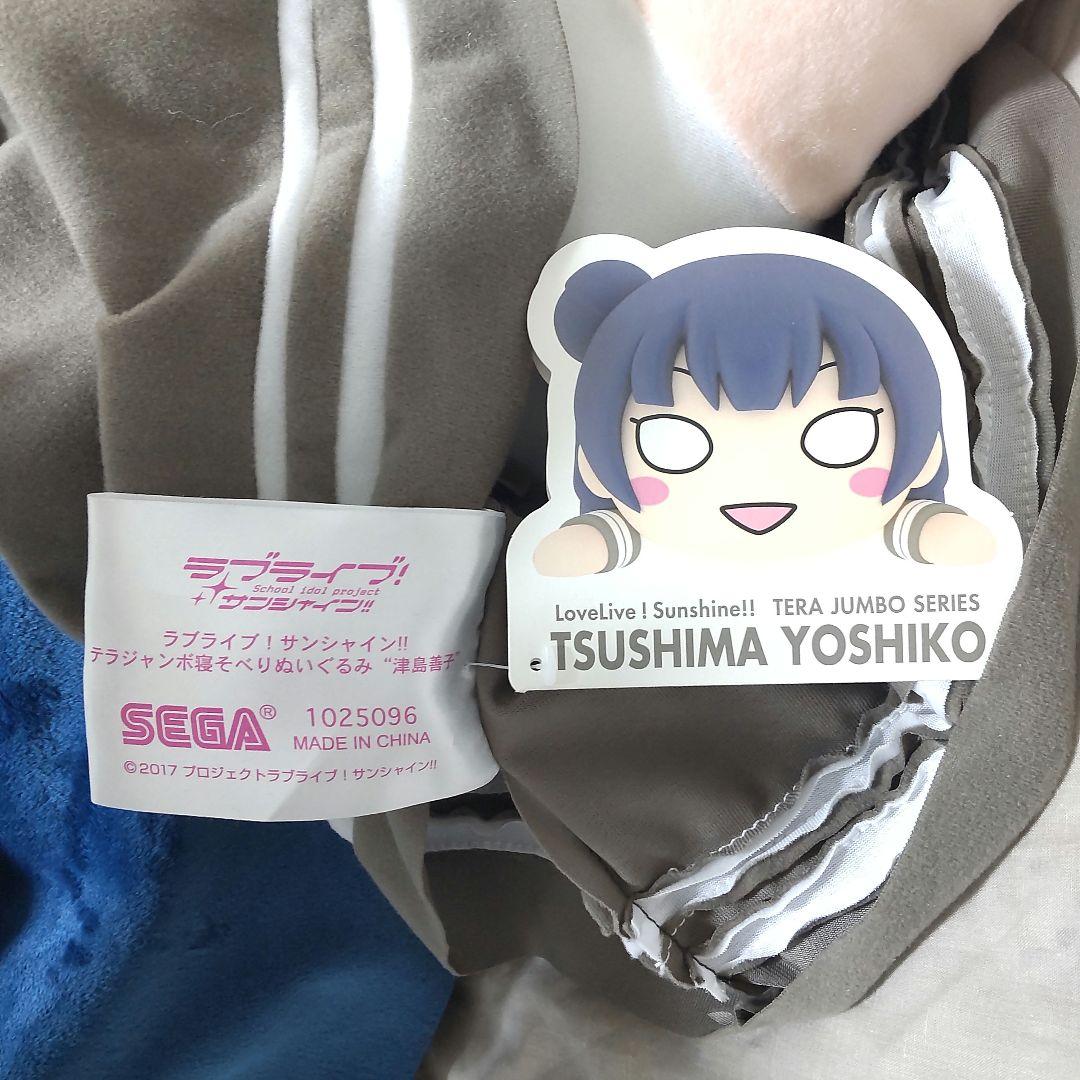 ラブライブ!
School idol project
サンシャイン!!
ラブライブ！サンシャイン!!
テラジャンボ寝そべりぬいぐるみ “津島善子”
SEGA® 1025096
MADE IN CHINA
©2017 プロジェクトラブライブ！サンシャイン!!
LoveLive! Sunshine!! TERA JUMBO SERIES
TSUSHIMA YOSHIKO